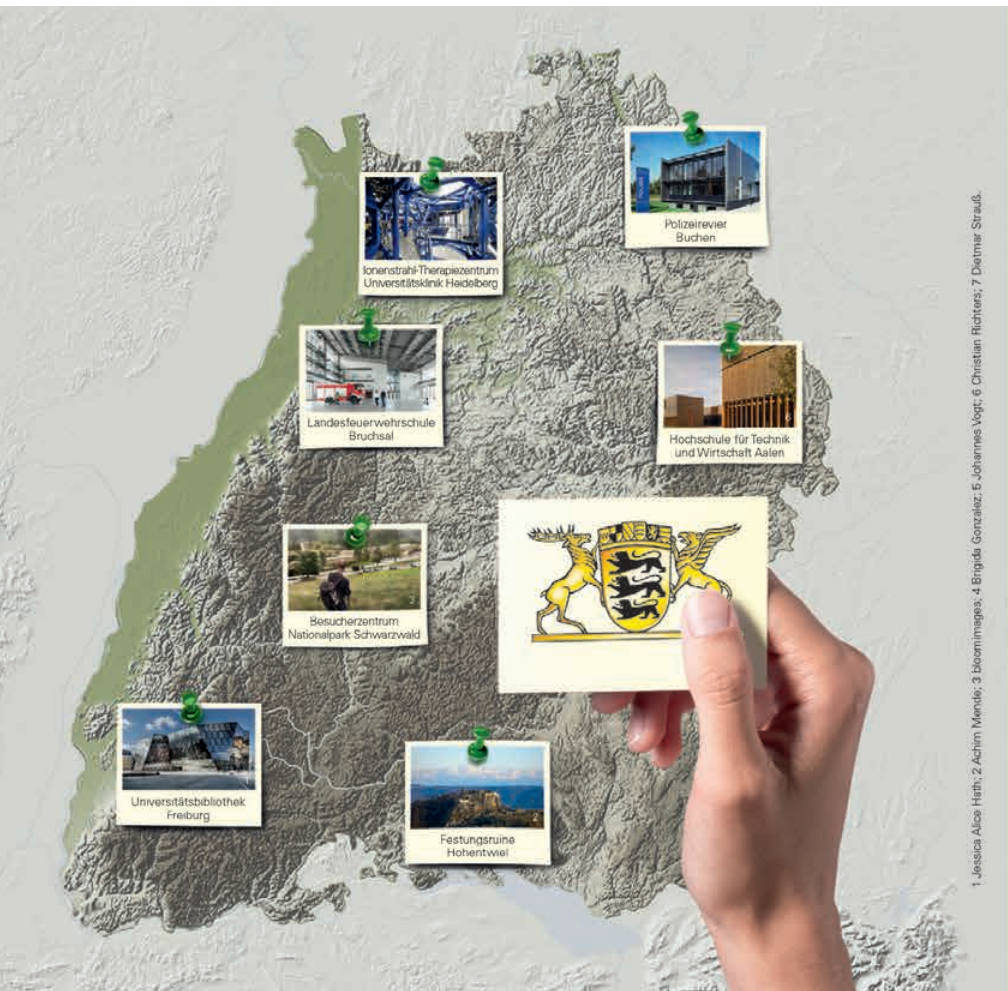 Polizeirevier
Buchen
Ionenstrahl-Therapiezentrum
Universitätsklinik Heidelberg
Landesfeuerwehrschule
Bruchsal
Hochschule für Technik
und Wirtschaft Aalen
Besucherzentrum
Nationalpark Schwarzwald
Universitätsbibliothek
Freiburg
Festungsruine
Hohentwiel
1 Jessica Alice Hath; 2 Achim Mende; 3 bloomimages; 4 Brigida Gonzalez; 5 Johannes Vogt; 6 Christian Richters; 7 Dietmar Strauß.